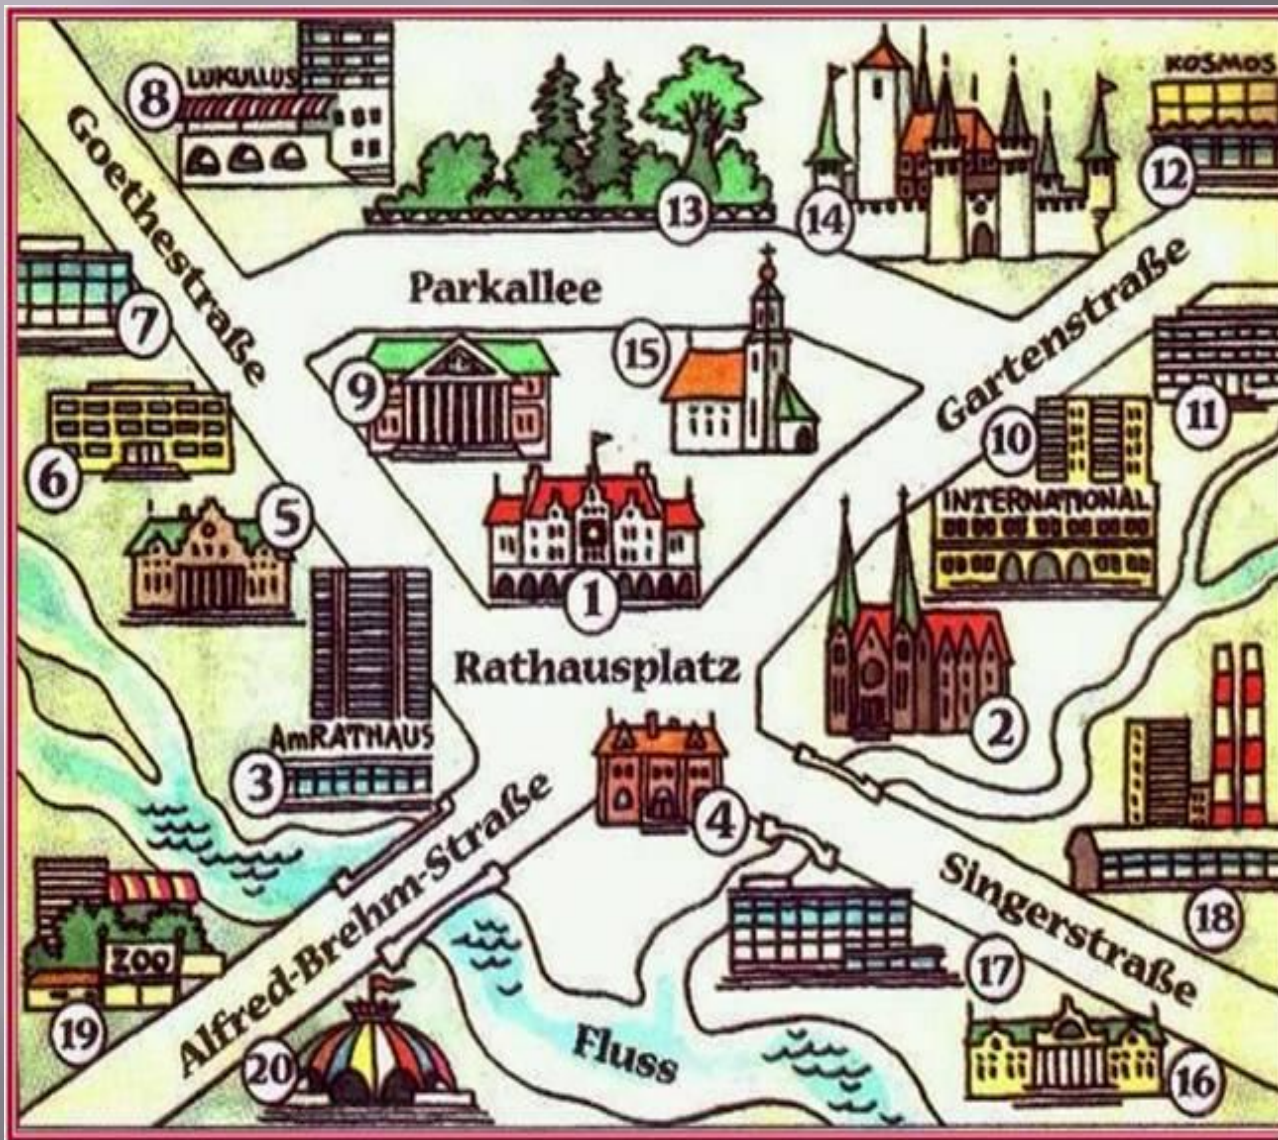 LUKULLUS
8
KOSMOS
12
Goethestraße
13
14
Parkallee
Gartenstraße
7
15
9
11
10
6
5
INTERNATIONAL
1
Rathausplatz
2
AmRATHAUS
3
4
Alfred-Brehm-Straße
Singerstraße
18
ZOO
17
19
Fluss
20
16